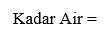 Kadar Air =